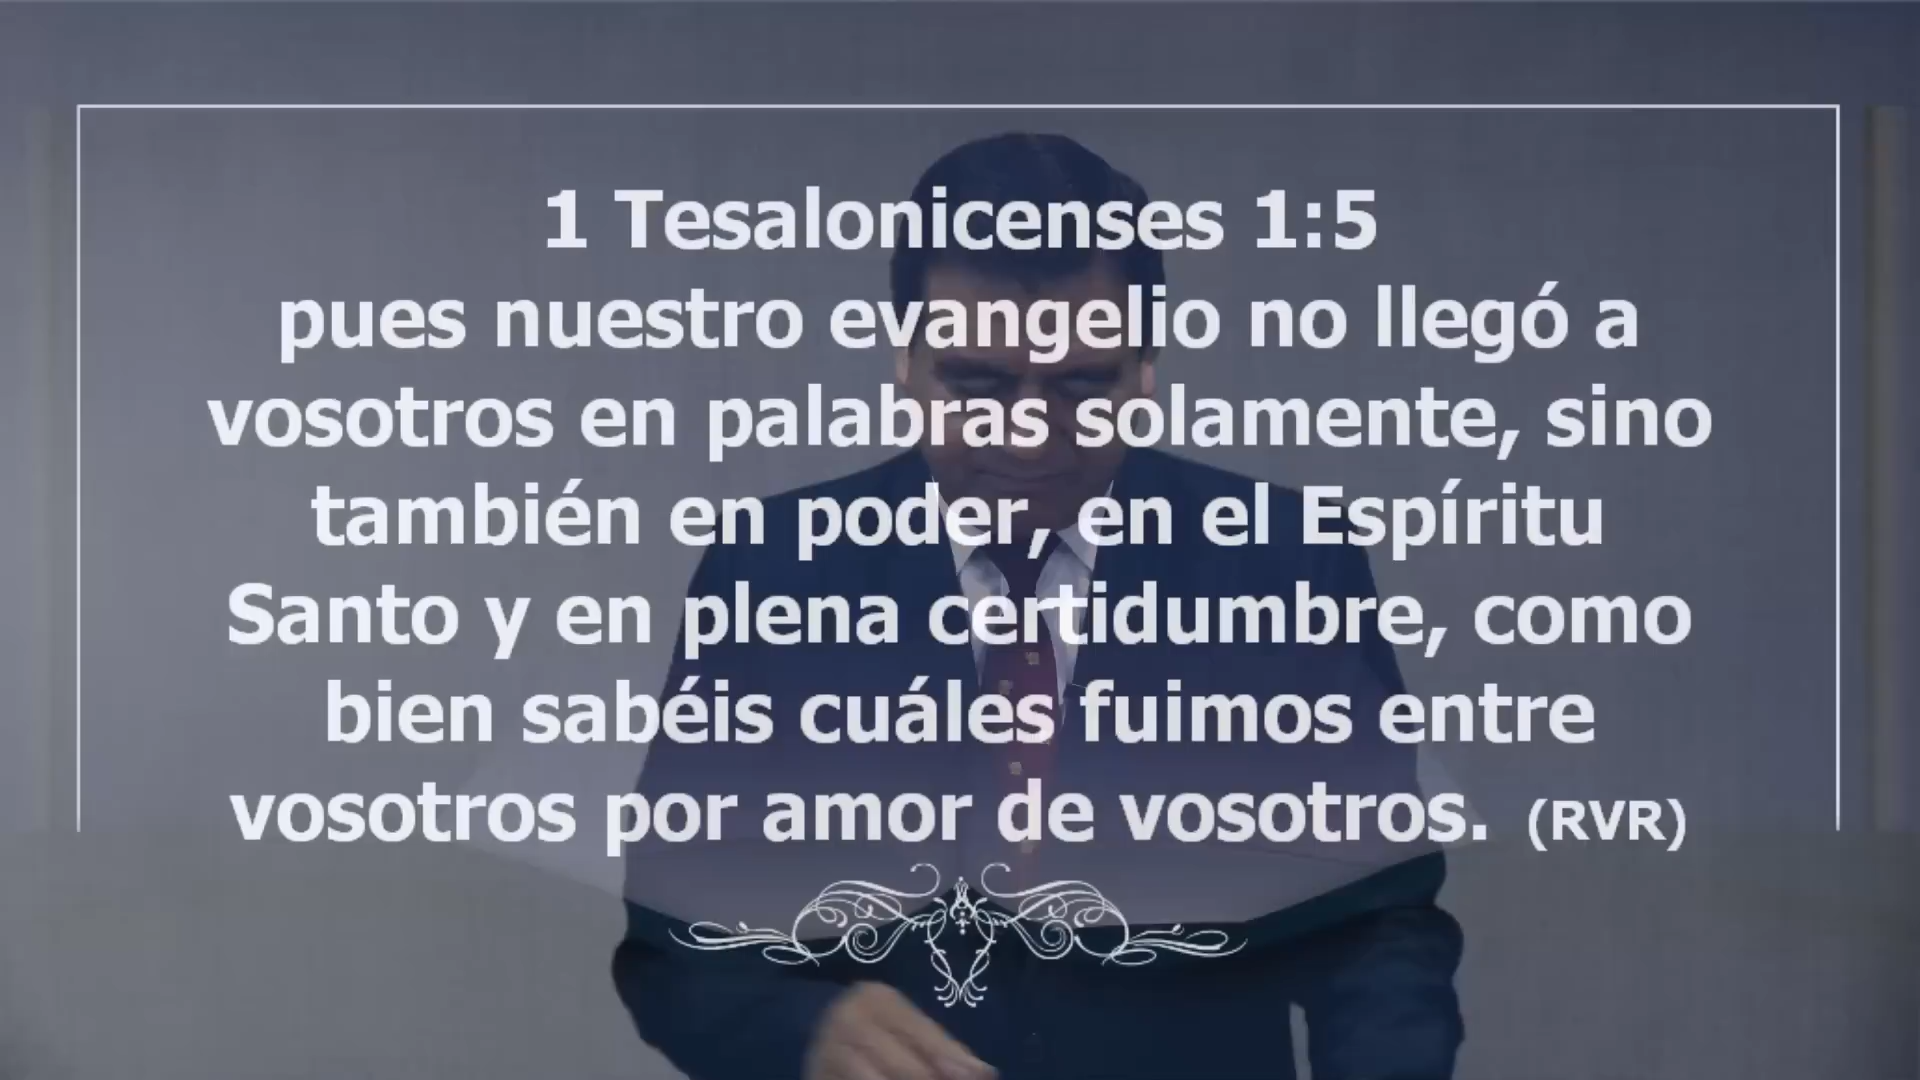 1 Tesalonicenses 1:5
pues nuestro evangelio no llegó a
vosotros en palabras solamente, sino
también en poder, en el Espíritu
Santo y en plena certidumbre, como
bien sabéis cuáles fuimos entre
vosotros por amor de vosotros. (RVR)